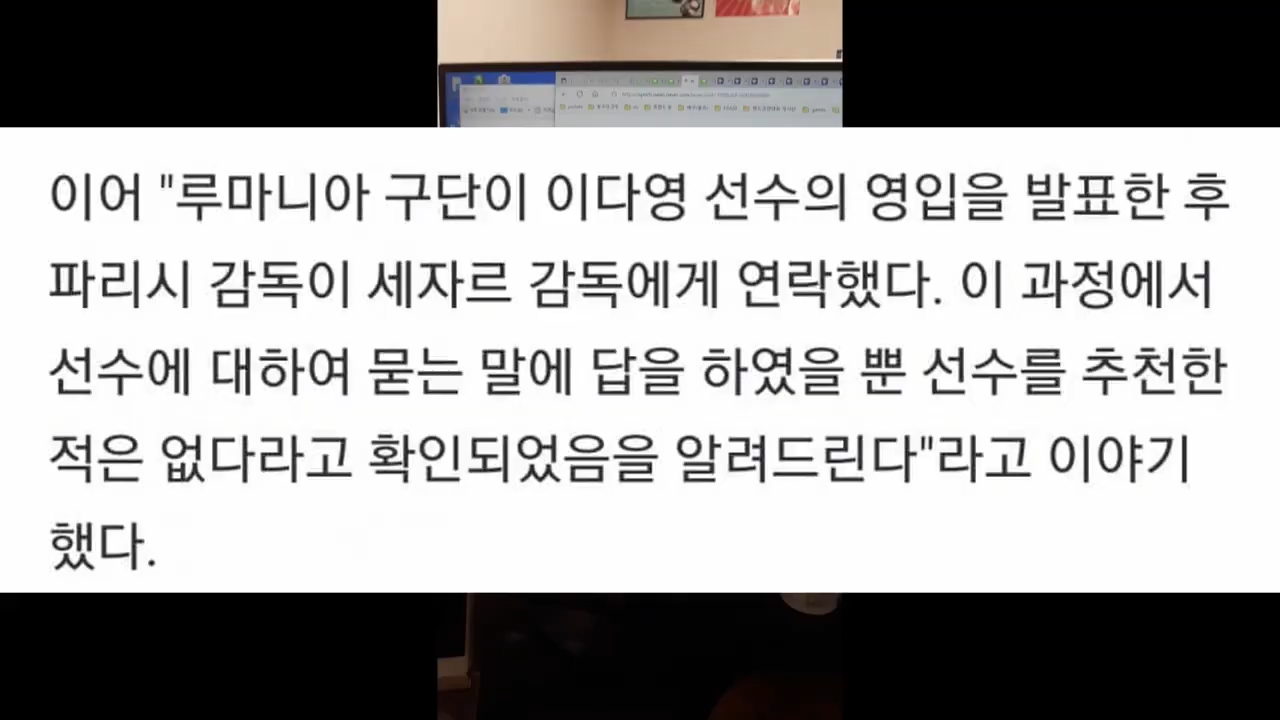 이어 "루마니아 구단이 이다영 선수의 영입을 발표한 후
파리시 감독이 세자르 감독에게 연락했다. 이 과정에서
선수에 대하여 묻는 말에 답을 하였을 뿐 선수를 추천한
적은 없다라고 확인되었음을 알려드린다"라고 이야기
했다.